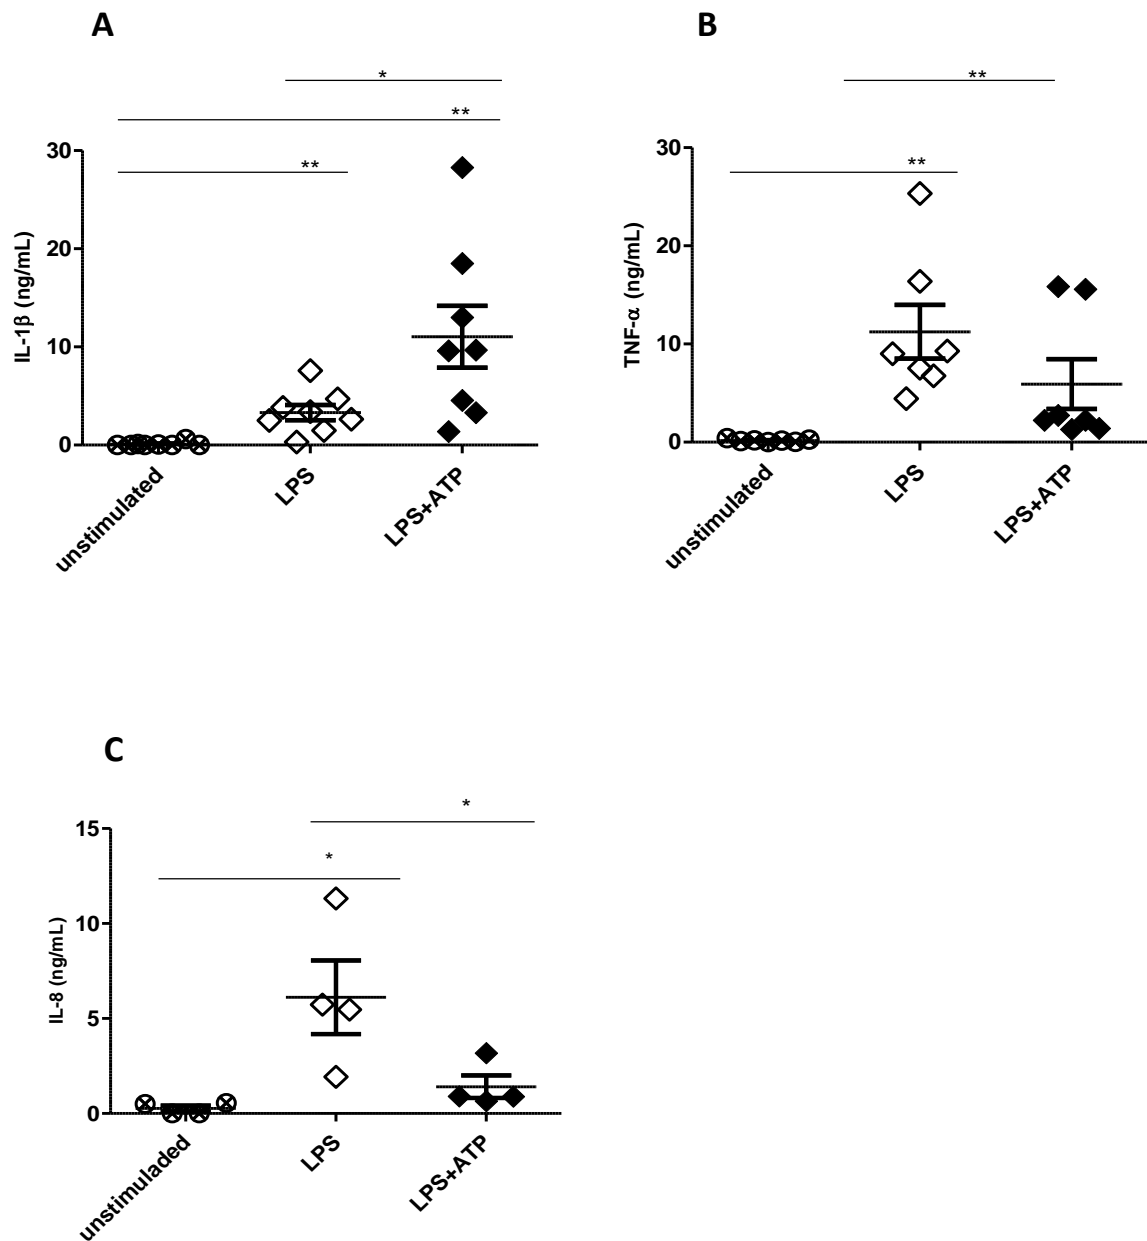 A
*
**
**
30
20
10
0
IL-1β (ng/mL)
unstimulated
LPS
LPS+ATP
B
**
**
30
20
10
0
TNF-α (ng/mL)
unstimulated
LPS
LPS+ATP
C
*
*
15
10
5
0
IL-8 (ng/mL)
unstimuladed
LPS
LPS+ATP